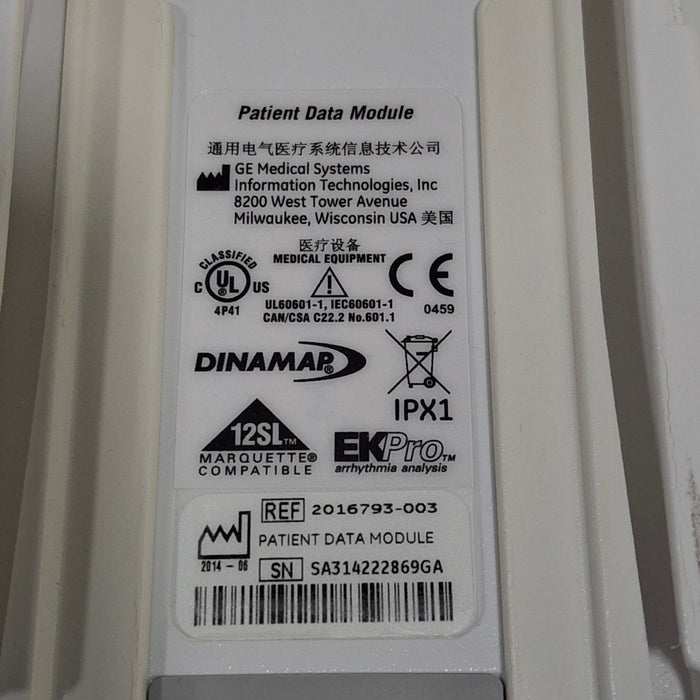 Patient Data Module
通用电气医疗系统信息技术公司
GE Medical Systems
Information Technologies, Inc
8200 West Tower Avenue
Milwaukee, Wisconsin USA 美国
医疗设备
MEDICAL EQUIPMENT
CLASSIFIED
C UL US
4P41
UL60601-1, IEC60601-1
CAN/CSA C22.2 No.601.1
CE
0459
DINAMAP®
IPX1
12SL™
MARQUETTE®
COMPATIBLE
EKPro™
arrhythmia analysis
REF 2016793-003
PATIENT DATA MODULE
2014-06
SN SA314222869GA